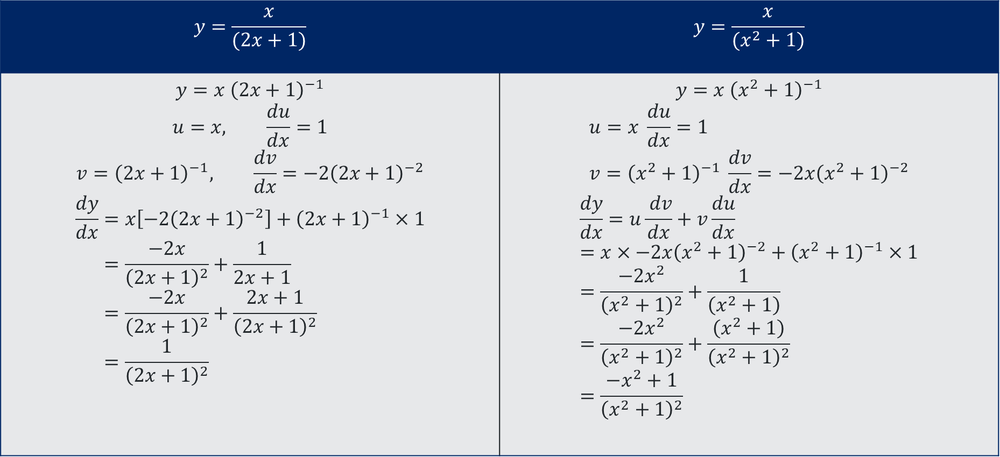 y = x/(2x + 1)
y = x (2x + 1)⁻¹
u = x, du/dx = 1
v = (2x + 1)⁻¹, dv/dx = −2(2x + 1)⁻²
dy/dx = x[−2(2x + 1)⁻²] + (2x + 1)⁻¹ × 1
= −2x/(2x + 1)² + 1/2x + 1
= −2x/(2x + 1)² + 2x + 1/(2x + 1)²
= 1/(2x + 1)²
y = x/(x² + 1)
y = x (x² + 1)⁻¹
u = x du/dx = 1
v = (x² + 1)⁻¹ dv/dx = −2x(x² + 1)⁻²
dy/dx = u dv/dx + v du/dx
= x × −2x(x² + 1)⁻² + (x² + 1)⁻¹ × 1
= −2x²/(x² + 1)² + 1/(x² + 1)
= −2x²/(x² + 1)² + (x² + 1)/(x² + 1)²
= −x² + 1/(x² + 1)²